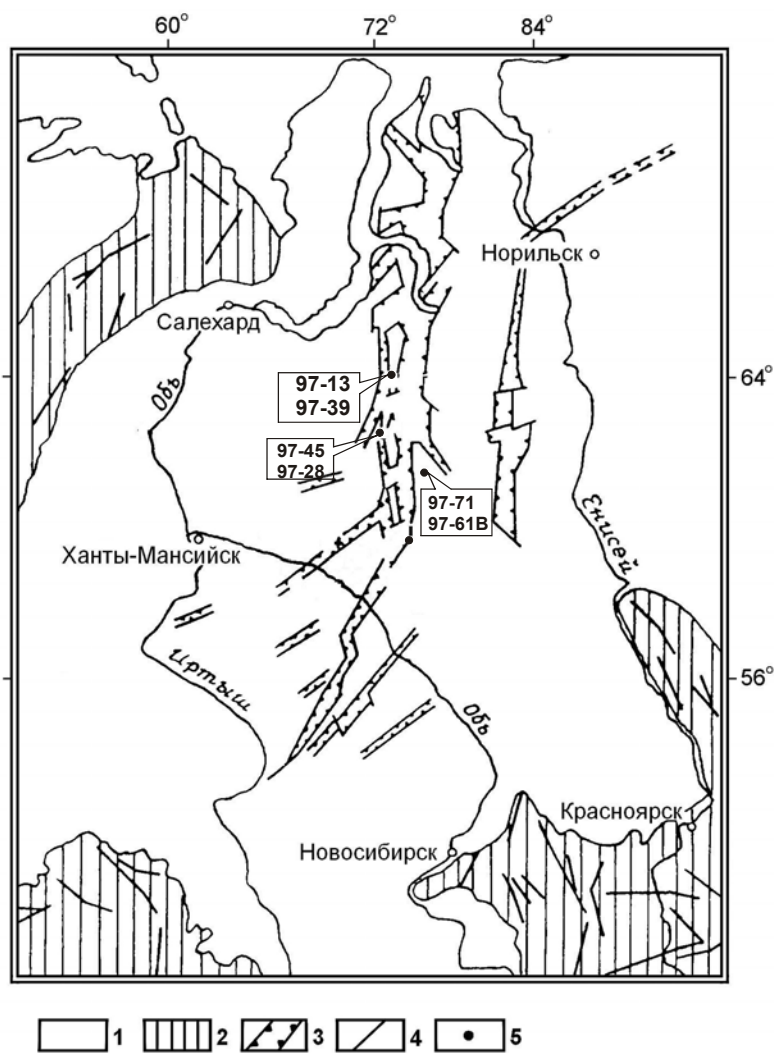 60° 72° 84°
Норильск
Салехард
64°
97-13
97-39
Обь
97-45
97-28
97-71
97-61В
Енисей
Ханты-Мансийск
Иртыш
56°
Обь
Красноярск
Новосибирск
1 2 3 4 5